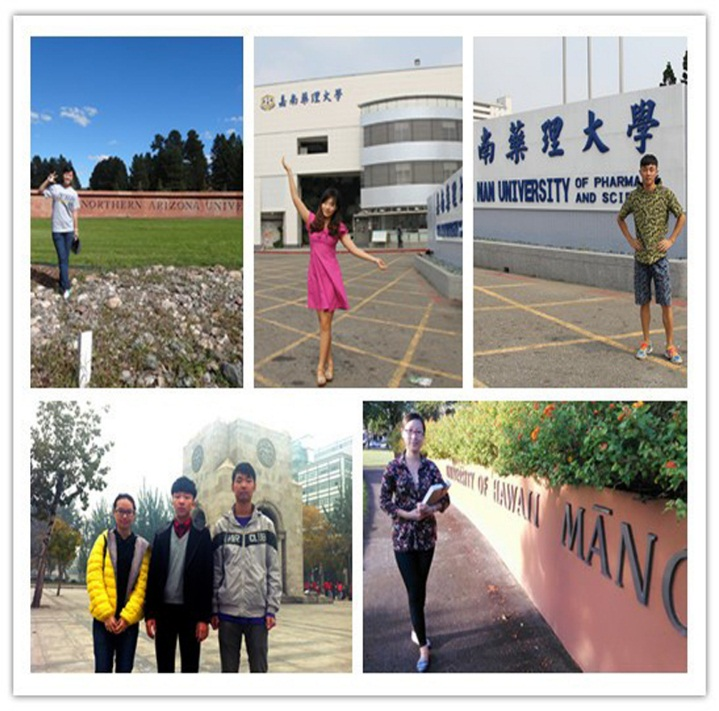 NORTHERN ARIZONA UNIVE
嘉南藥理大學
南藥理大學
NAN UNIVERSITY OF PHARMA
AND SCI
UNIVERSITY OF HAWAII MĀNO